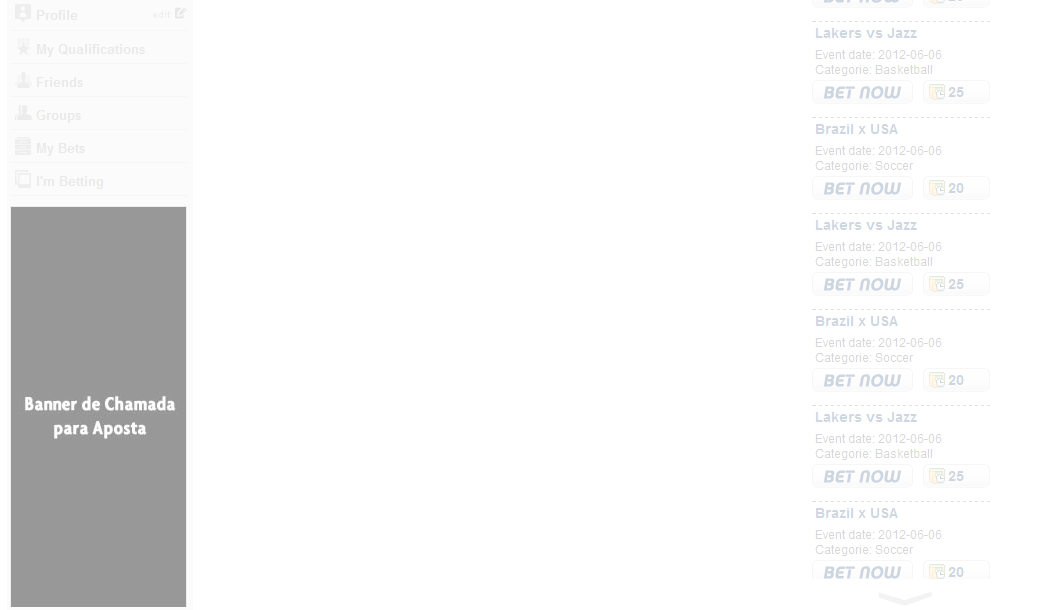 Profile
edit
My Qualifications
Friends
Groups
My Bets
I'm Betting
Banner de Chamada
para Aposta
20
Lakers vs Jazz
Event date: 2012-06-06
Categorie: Basketball
BET NOW 25
Brazil x USA
Event date: 2012-06-06
Categorie: Soccer
BET NOW 20
Lakers vs Jazz
Event date: 2012-06-06
Categorie: Basketball
BET NOW 25
Brazil x USA
Event date: 2012-06-06
Categorie: Soccer
BET NOW 20
Lakers vs Jazz
Event date: 2012-06-06
Categorie: Basketball
BET NOW 25
Brazil x USA
Event date: 2012-06-06
Categorie: Soccer
BET NOW 20